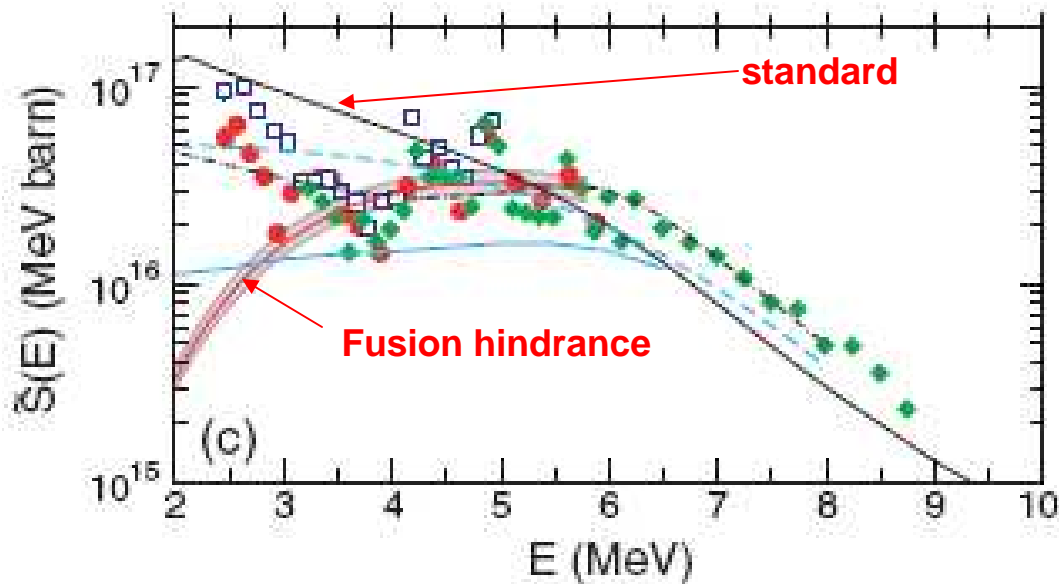 10^17
standard
10^16
Fusion hindrance
S̃(E) (MeV barn)
(c)
10^15
2 3 4 5 6 7 8 9 10
E (MeV)